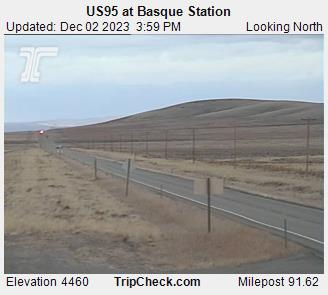 US95 at Basque Station
Updated: Dec 02 2023 3:59 PM Looking North
Elevation 4460 TripCheck.com Milepost 91.62